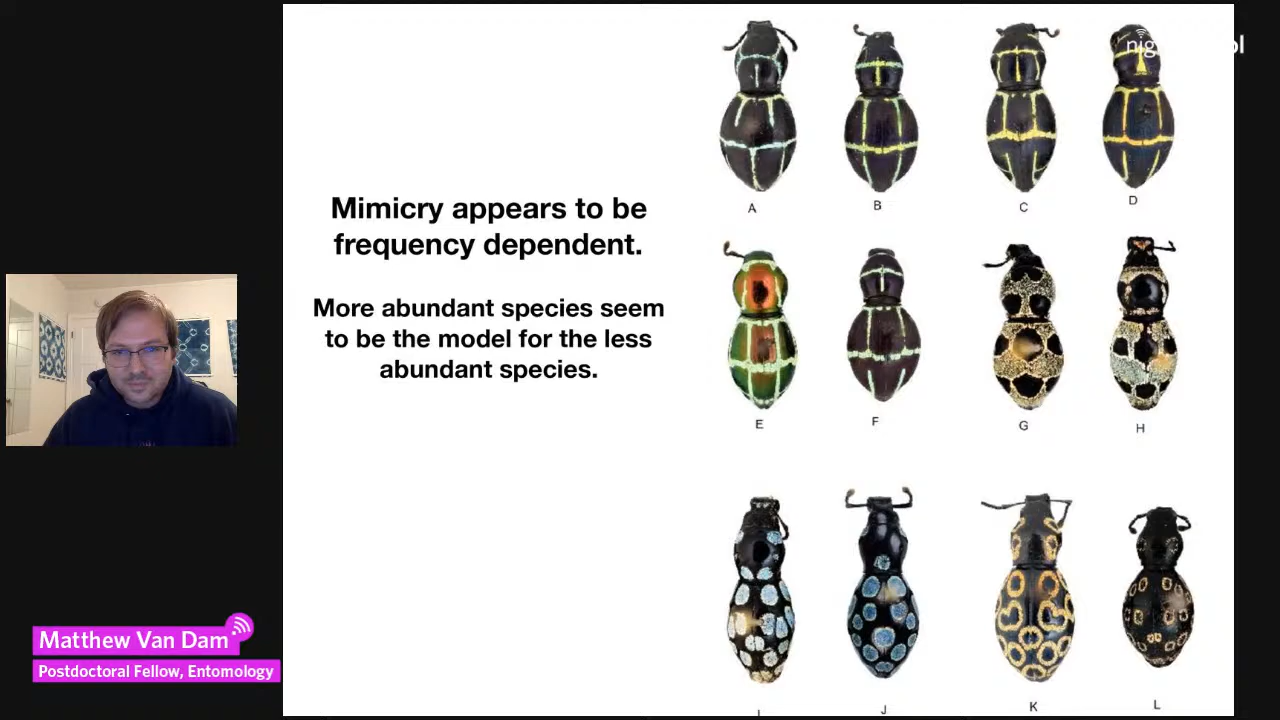 Mimicry appears to be
frequency dependent.
More abundant species seem
to be the model for the less
abundant species.
A
B
C
D
E
F
G
H
J
K
L
Matthew Van Dam
Postdoctoral Fellow, Entomology